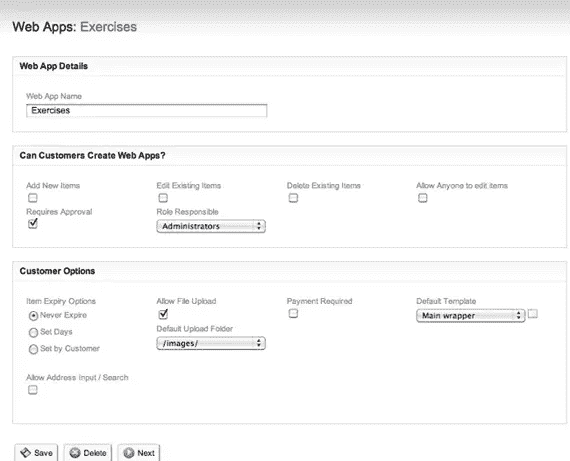 Web Apps: Exercises
Web App Details
Web App Name
Exercises
Can Customers Create Web Apps?
Add New Items Edit Existing Items Delete Existing Items Allow Anyone to edit items
Requires Approval Role Responsible
Administrators
Customer Options
Item Expiry Options Allow File Upload Payment Required Default Template
Never Expire Main wrapper
Set Days Default Upload Folder
Set by Customer /images/
Allow Address Input / Search
Save Delete Next